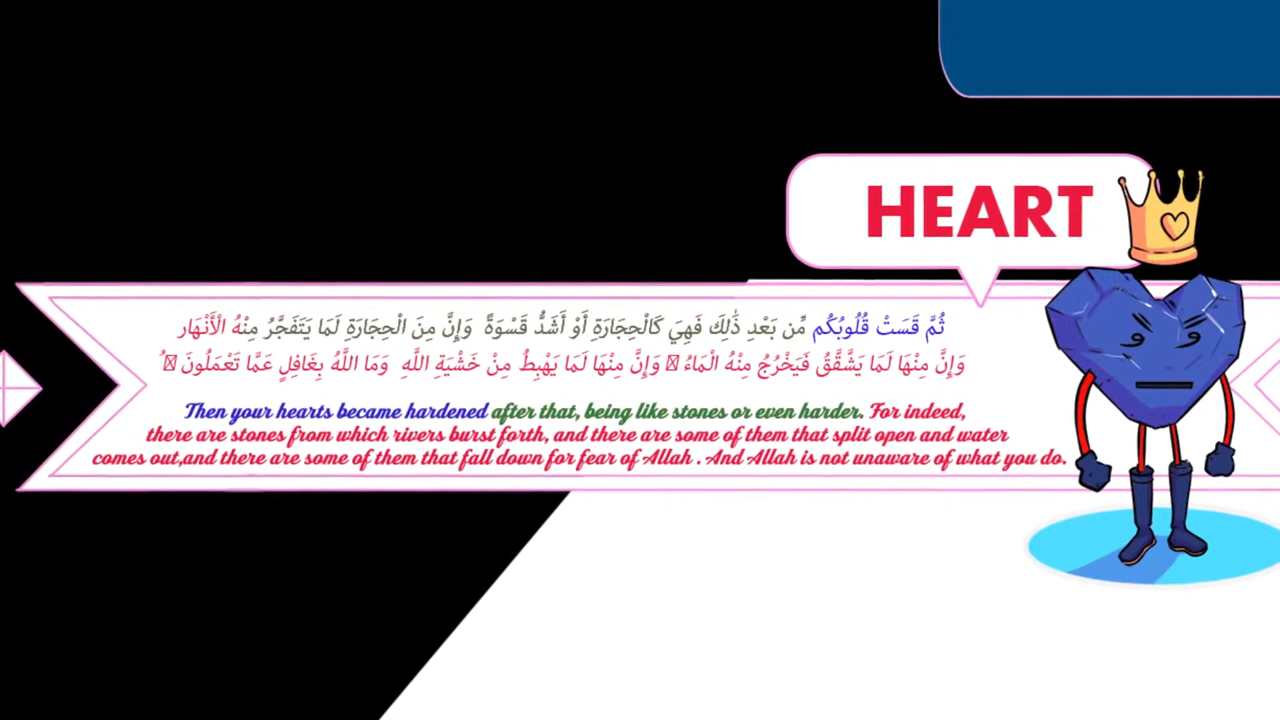 HEART
ثُمَّ قَسَتْ قُلُوبُكُم مِّن بَعْدِ ذَٰلِكَ فَهِيَ كَالْحِجَارَةِ أَوْ أَشَدُّ قَسْوَةً وَإِنَّ مِنَ الْحِجَارَةِ لَمَا يَتَفَجَّرُ مِنْهُ الْأَنْهَار
وَإِنَّ مِنْهَا لَمَا يَشَّقَّقُ فَيَخْرُجُ مِنْهُ الْمَاءُ وَإِنَّ مِنْهَا لَمَا يَهْبِطُ مِنْ خَشْيَةِ اللَّهِ وَمَا اللَّهُ بِغَافِلٍ عَمَّا تَعْمَلُونَ
Then your hearts became hardened after that, being like stones or even harder. For indeed,
there are stones from which rivers burst forth, and there are some of them that split open and water
comes out,and there are some of them that fall down for fear of Allah . And Allah is not unaware of what you do.